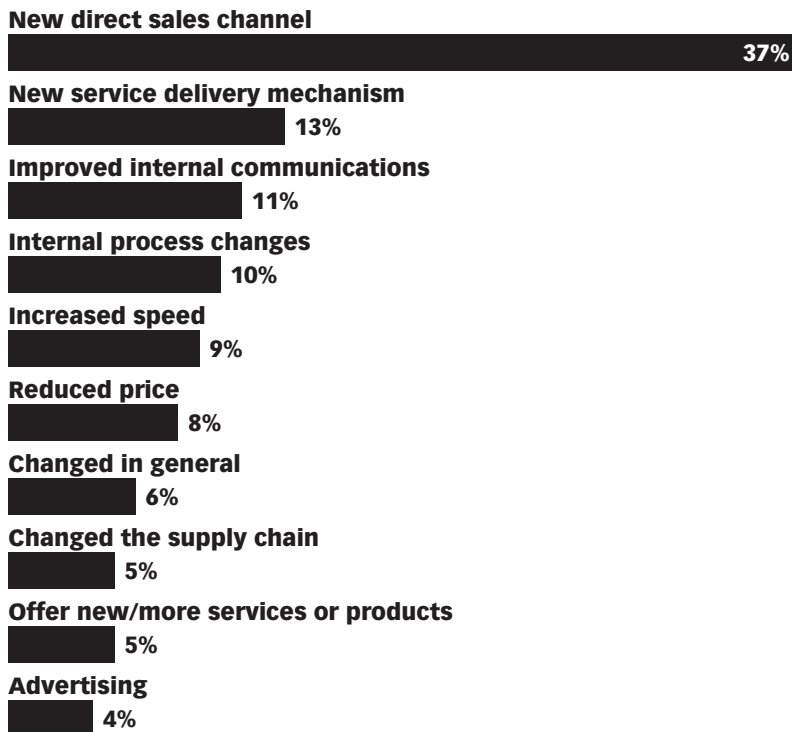 New direct sales channel
37%
New service delivery mechanism
13%
Improved internal communications
11%
Internal process changes
10%
Increased speed
9%
Reduced price
8%
Changed in general
6%
Changed the supply chain
5%
Offer new/more services or products
5%
Advertising
4%